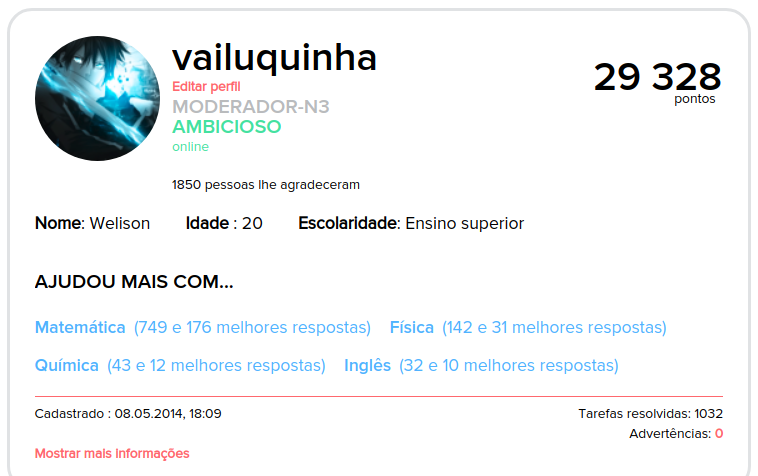 vailuquinha
Editar perfil
29 328
pontos
MODERADOR-N3
AMBICIOSO
online
1850 pessoas lhe agradeceram
Nome: Welison Idade : 20 Escolaridade: Ensino superior
AJUDOU MAIS COM...
Matemática (749 e 176 melhores respostas) Física (142 e 31 melhores respostas)
Química (43 e 12 melhores respostas) Inglês (32 e 10 melhores respostas)
Cadastrado : 08.05.2014, 18:09 Tarefas resolvidas: 1032
Advertências: 0
Mostrar mais informações